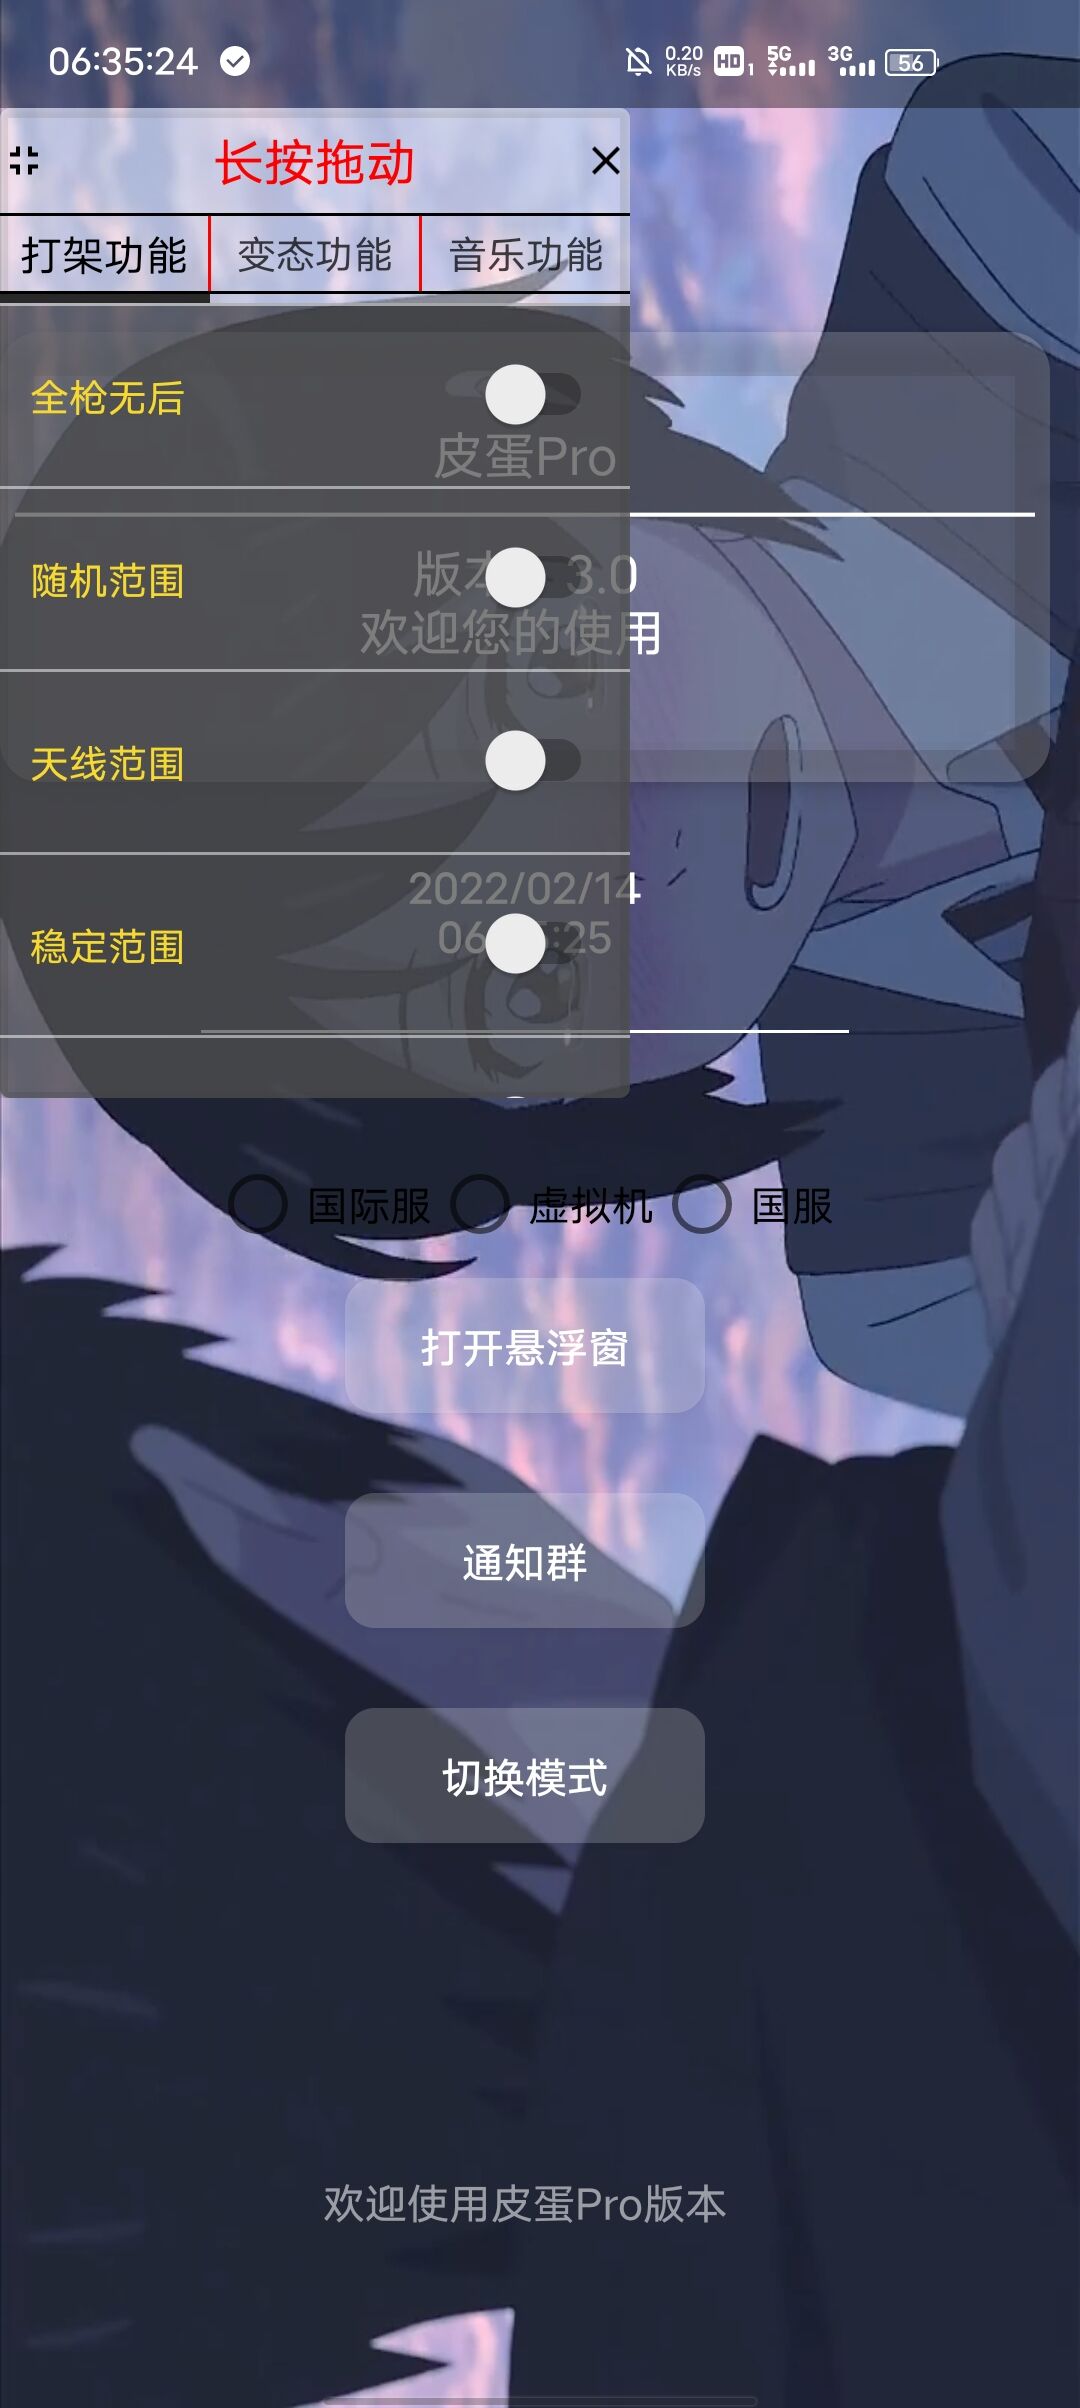 06:35:24
0.20 KB/s HD 1 5G 3G 56
长按拖动
打架功能 变态功能 音乐功能
全枪无后
皮蛋Pro
随机范围
版本 3.0
欢迎您的使用
天线范围
2022/02/14
稳定范围
06 :25
国际服 虚拟机 国服
打开悬浮窗
通知群
切换模式
欢迎使用皮蛋Pro版本